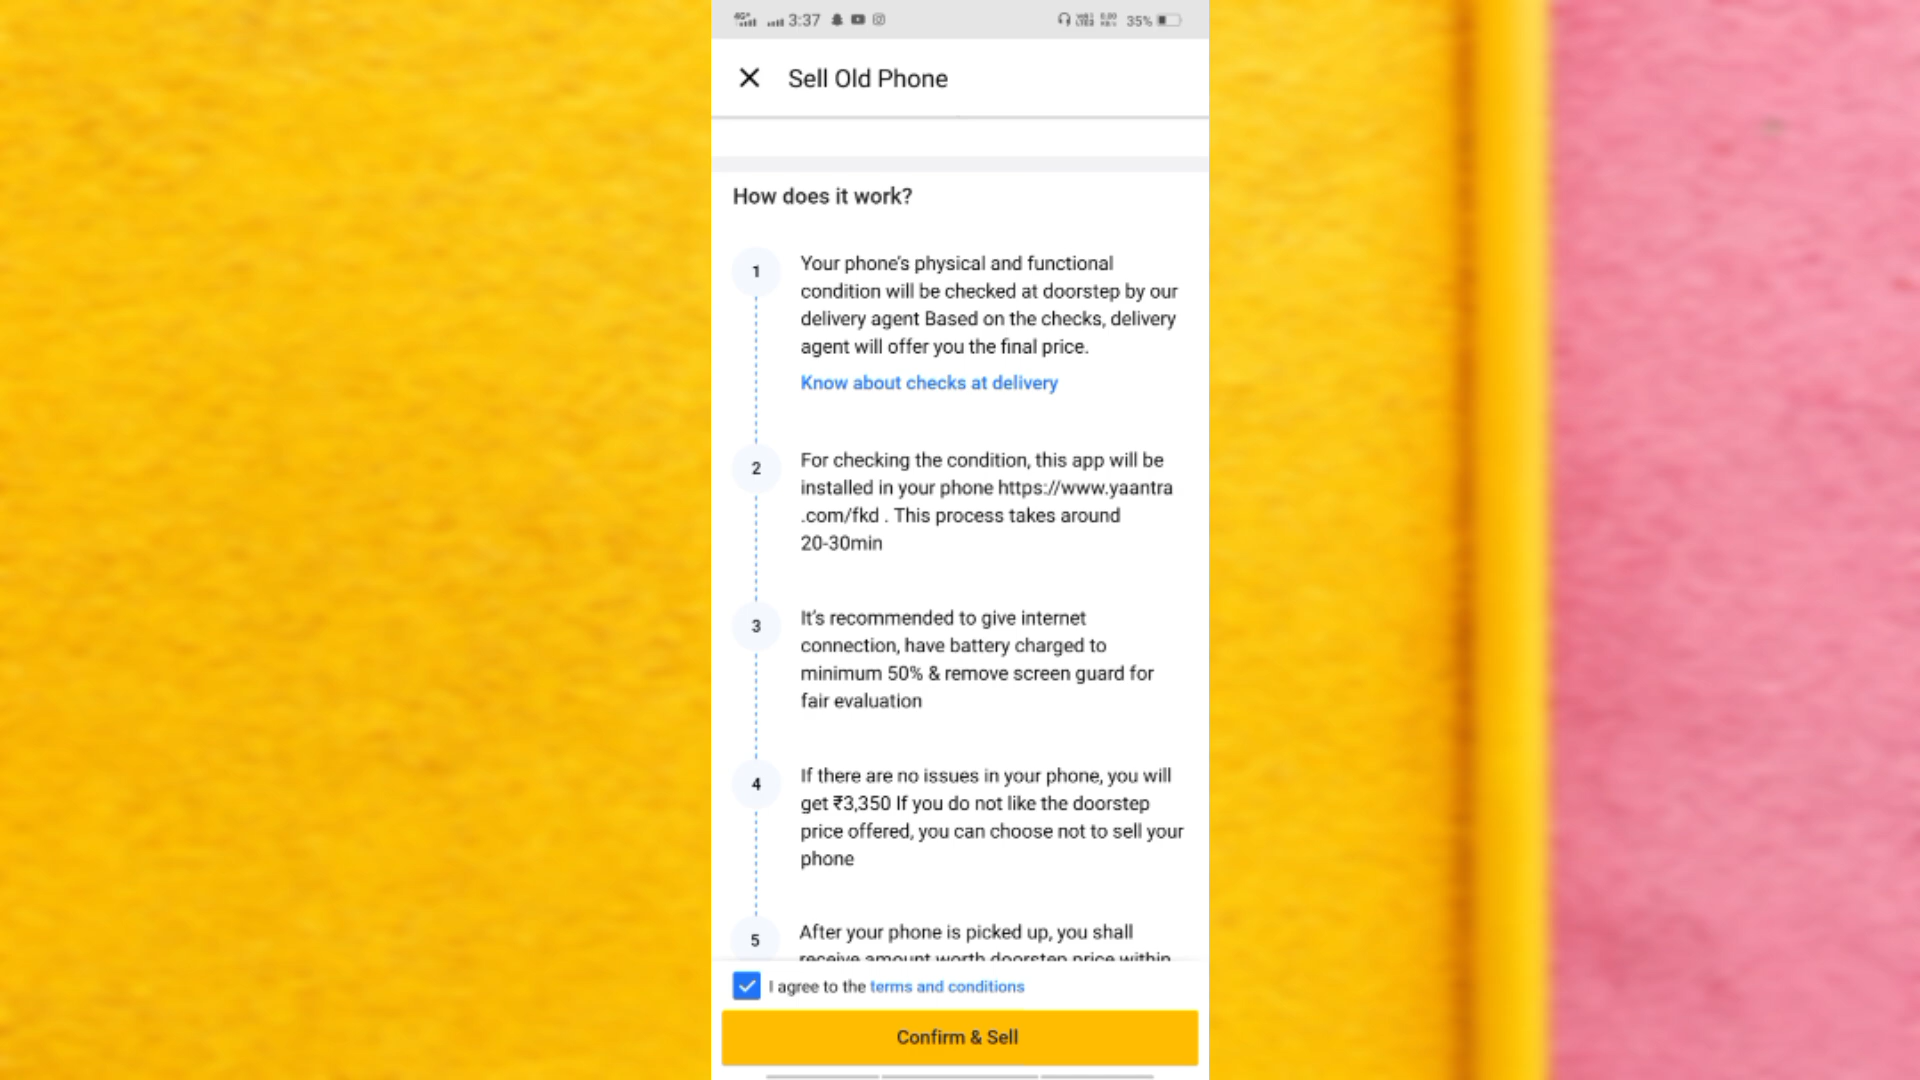 3:37
35%
Sell Old Phone
How does it work?
1
Your phone's physical and functional
condition will be checked at doorstep by our
delivery agent Based on the checks, delivery
agent will offer you the final price.
Know about checks at delivery
2
For checking the condition, this app will be
installed in your phone https://www.yaantra
.com/fkd . This process takes around
20-30min
3
It's recommended to give internet
connection, have battery charged to
minimum 50% & remove screen guard for
fair evaluation
4
If there are no issues in your phone, you will
get ₹3,350 If you do not like the doorstep
price offered, you can choose not to sell your
phone
5
After your phone is picked up, you shall
receive amount worth doorstep price within
I agree to the terms and conditions
Confirm & Sell